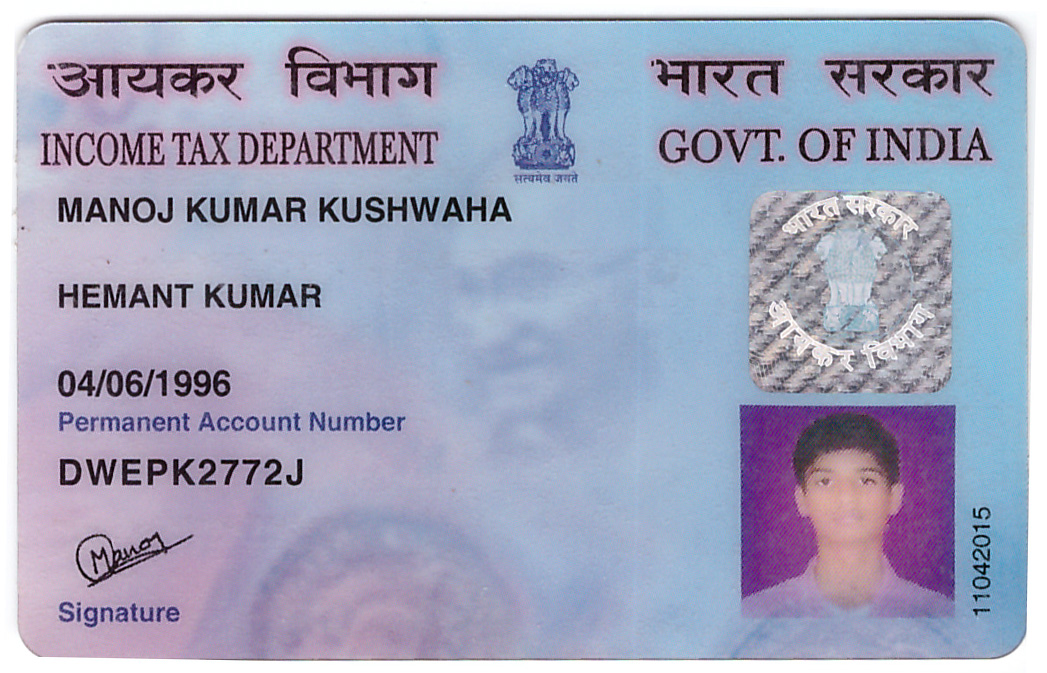 आयकर विभाग
भारत सरकार
INCOME TAX DEPARTMENT
GOVT. OF INDIA
सत्यमेव जयते
MANOJ KUMAR KUSHWAHA
भारत सरकार
आयकर विभाग
HEMANT KUMAR
04/06/1996
Permanent Account Number
DWEPK2772J
Manoj
Signature
11042015